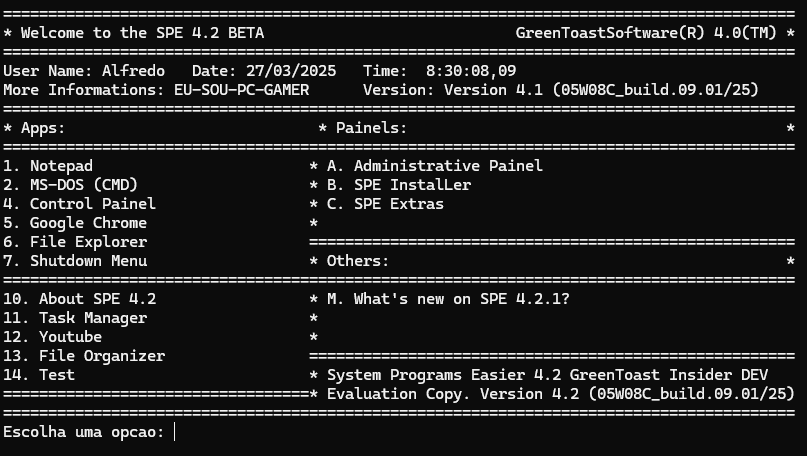 ========================================================================================
* Welcome to the SPE 4.2 BETA                            GreenToastSoftware(R) 4.0(TM) *
========================================================================================
User Name: Alfredo   Date: 27/03/2025   Time:  8:30:08,09
More Informations: EU-SOU-PC-GAMER      Version: Version 4.1 (05W08C_build.09.01/25)
========================================================================================
* Apps:                            * Painels:                                          *
========================================================================================
1. Notepad                        * A. Administrative Painel
2. MS-DOS (CMD)                   * B. SPE InstalLer
4. Control Painel                 * C. SPE Extras
5. Google Chrome                  *
6. File Explorer                  ======================================================
7. Shutdown Menu                  * Others:                                            *
========================================================================================
10. About SPE 4.2                 * M. What's new on SPE 4.2.1?
11. Task Manager                  *
12. Youtube                       *
13. File Organizer                ======================================================
14. Test                          * System Programs Easier 4.2 GreenToast Insider DEV
==================================* Evaluation Copy. Version 4.2 (05W08C_build.09.01/25)
========================================================================================
Escolha uma opcao: